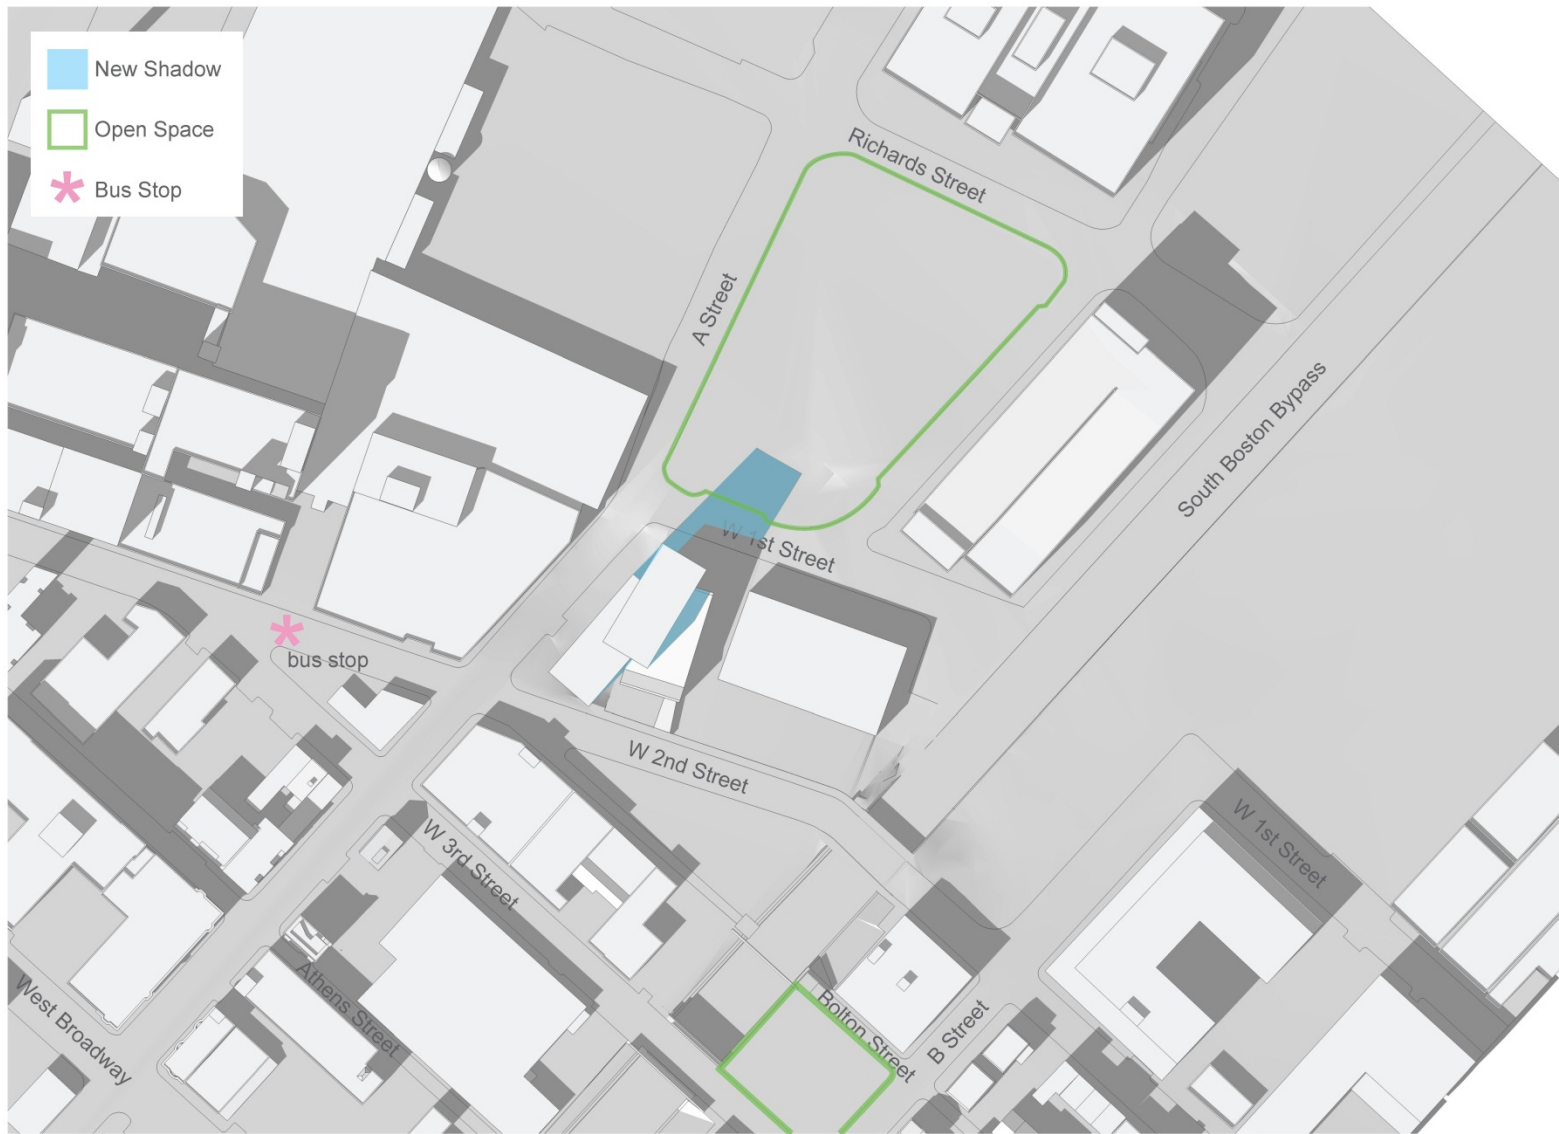 New Shadow
Open Space
Bus Stop
Richards Street
A Street
South Boston Bypass
W 1st Street
bus stop
W 2nd Street
W 3rd Street
W 1st Street
Athens Street
West Broadway
Bolton Street
B Street